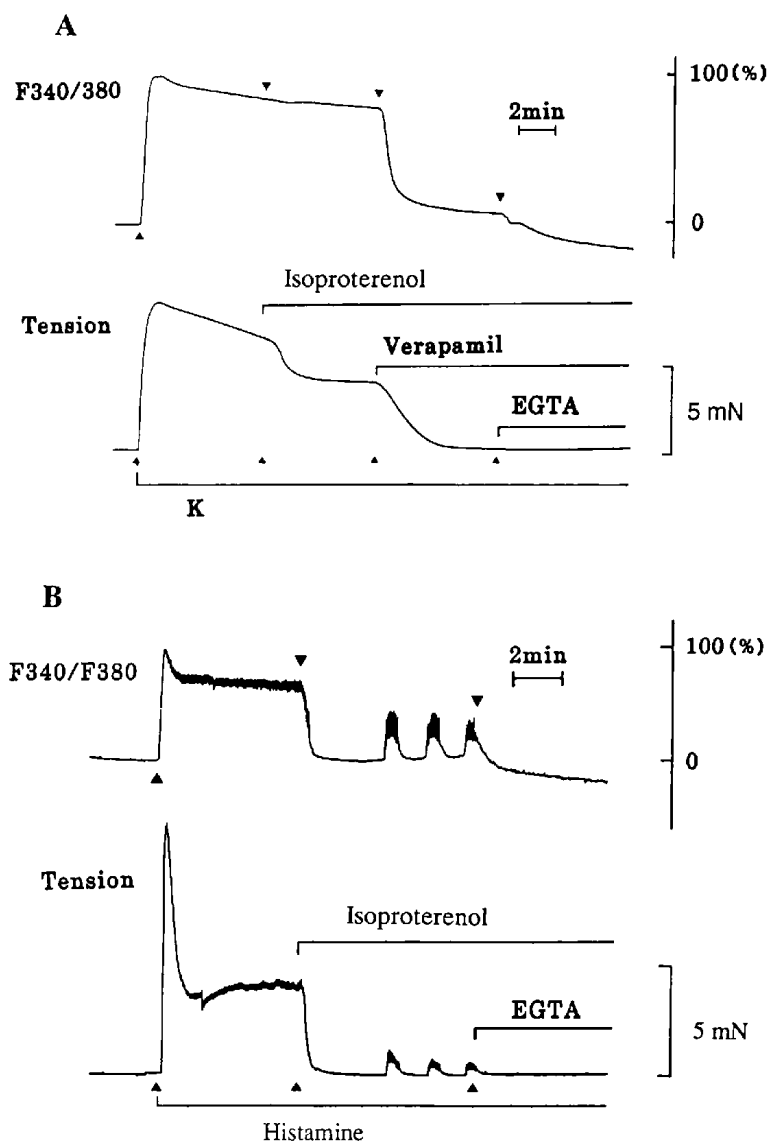 A
F340/380
100(%)
2min
0
Isoproterenol
Tension
Verapamil
EGTA
5 mN
K
B
F340/F380
100(%)
2min
0
Tension
Isoproterenol
EGTA
5 mN
Histamine